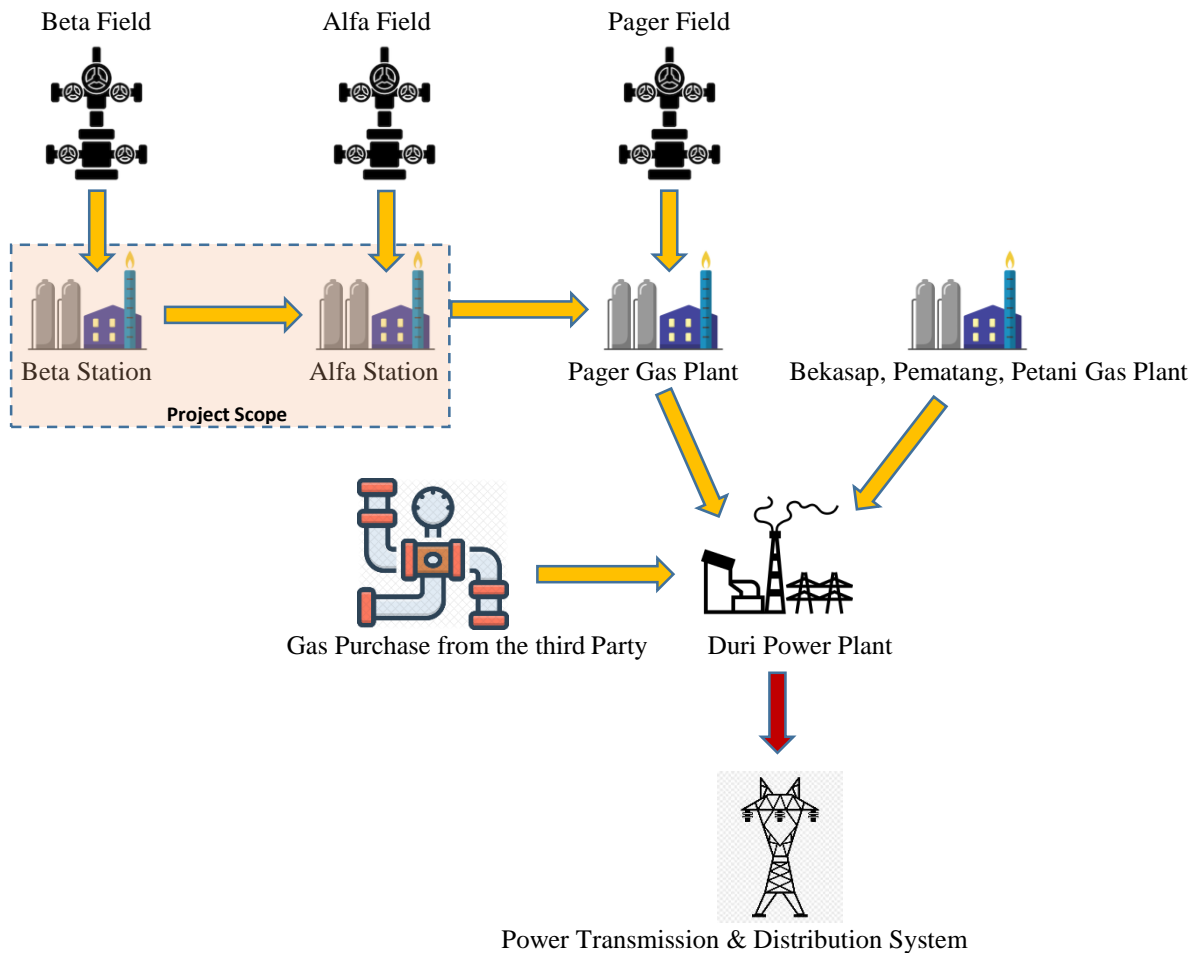 Beta Field
Alfa Field
Pager Field
Beta Station
Alfa Station
Pager Gas Plant
Bekasap, Pematang, Petani Gas Plant
Project Scope
Gas Purchase from the third Party
Duri Power Plant
Power Transmission & Distribution System